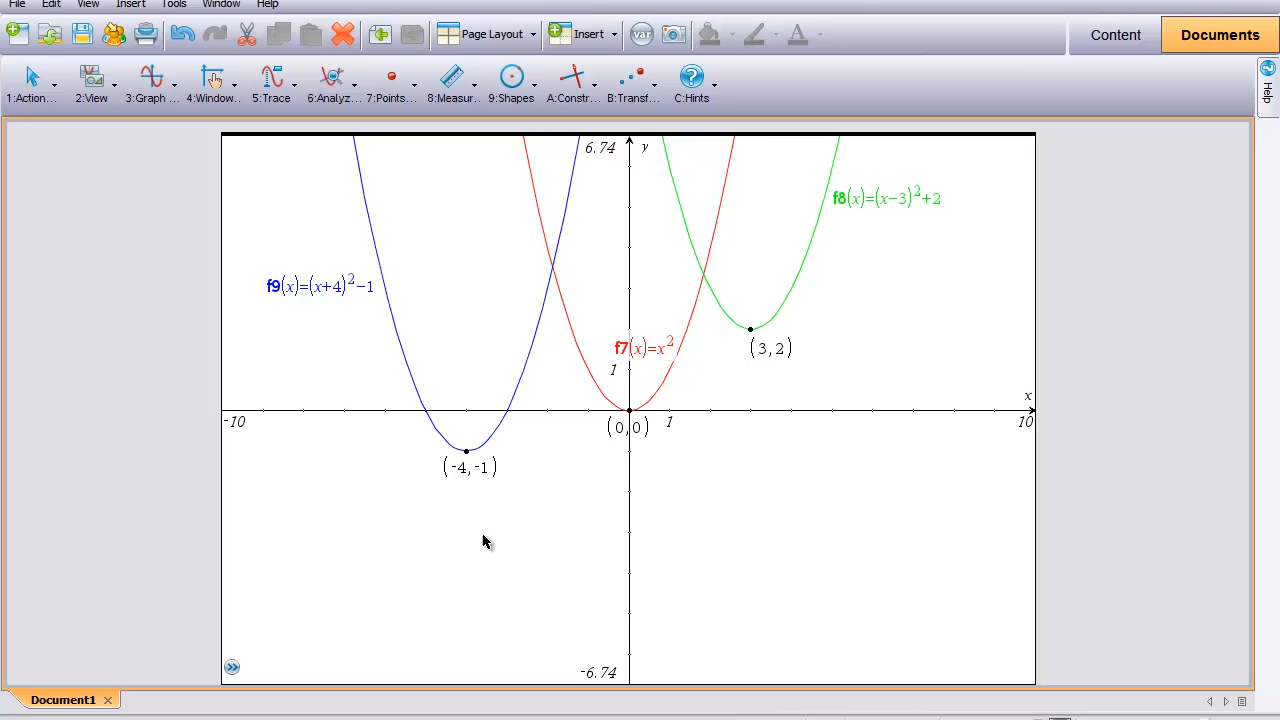 File Edit View Insert Tools Window Help
Page Layout Insert var A Content Documents
1:Action... 2:View 3:Graph ... 4:Window... 5:Trace 6:Analyz... 7:Points... 8:Measur... 9:Shapes A:Constr... B:Transf... C:Hints
Help
6.74 y
f8(x)=(x−3)²+2
f9(x)=(x+4)²−1
f7(x)=x²
(3,2)
1
x
-10 (0,0) 1 10
(-4,-1)
-6.74
Document1